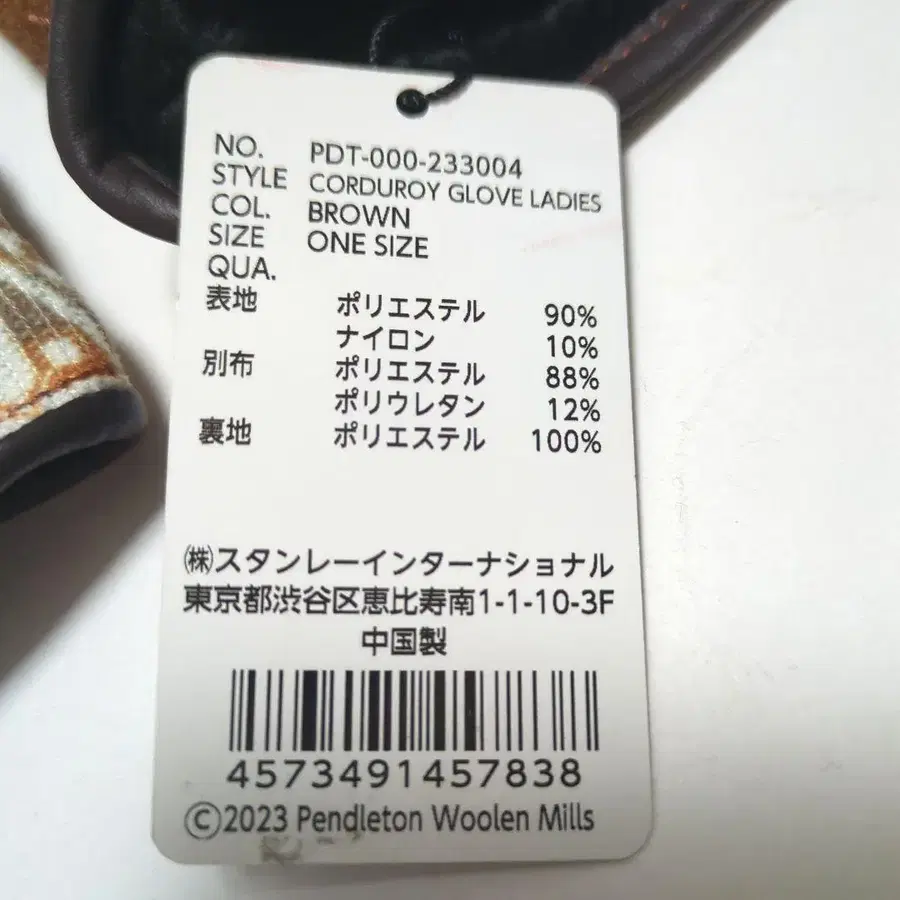 NO. PDT-000-233004
STYLE CORDUROY GLOVE LADIES
COL. BROWN
SIZE ONE SIZE
QUA.
表地 ポリエステル 90%
ナイロン 10%
別布 ポリエステル 88%
ポリウレタン 12%
裏地 ポリエステル 100%
㈱スタンレーインターナショナル
東京都渋谷区恵比寿南1-1-10-3F
中国製
4573491457838
©2023 Pendleton Woolen Mills